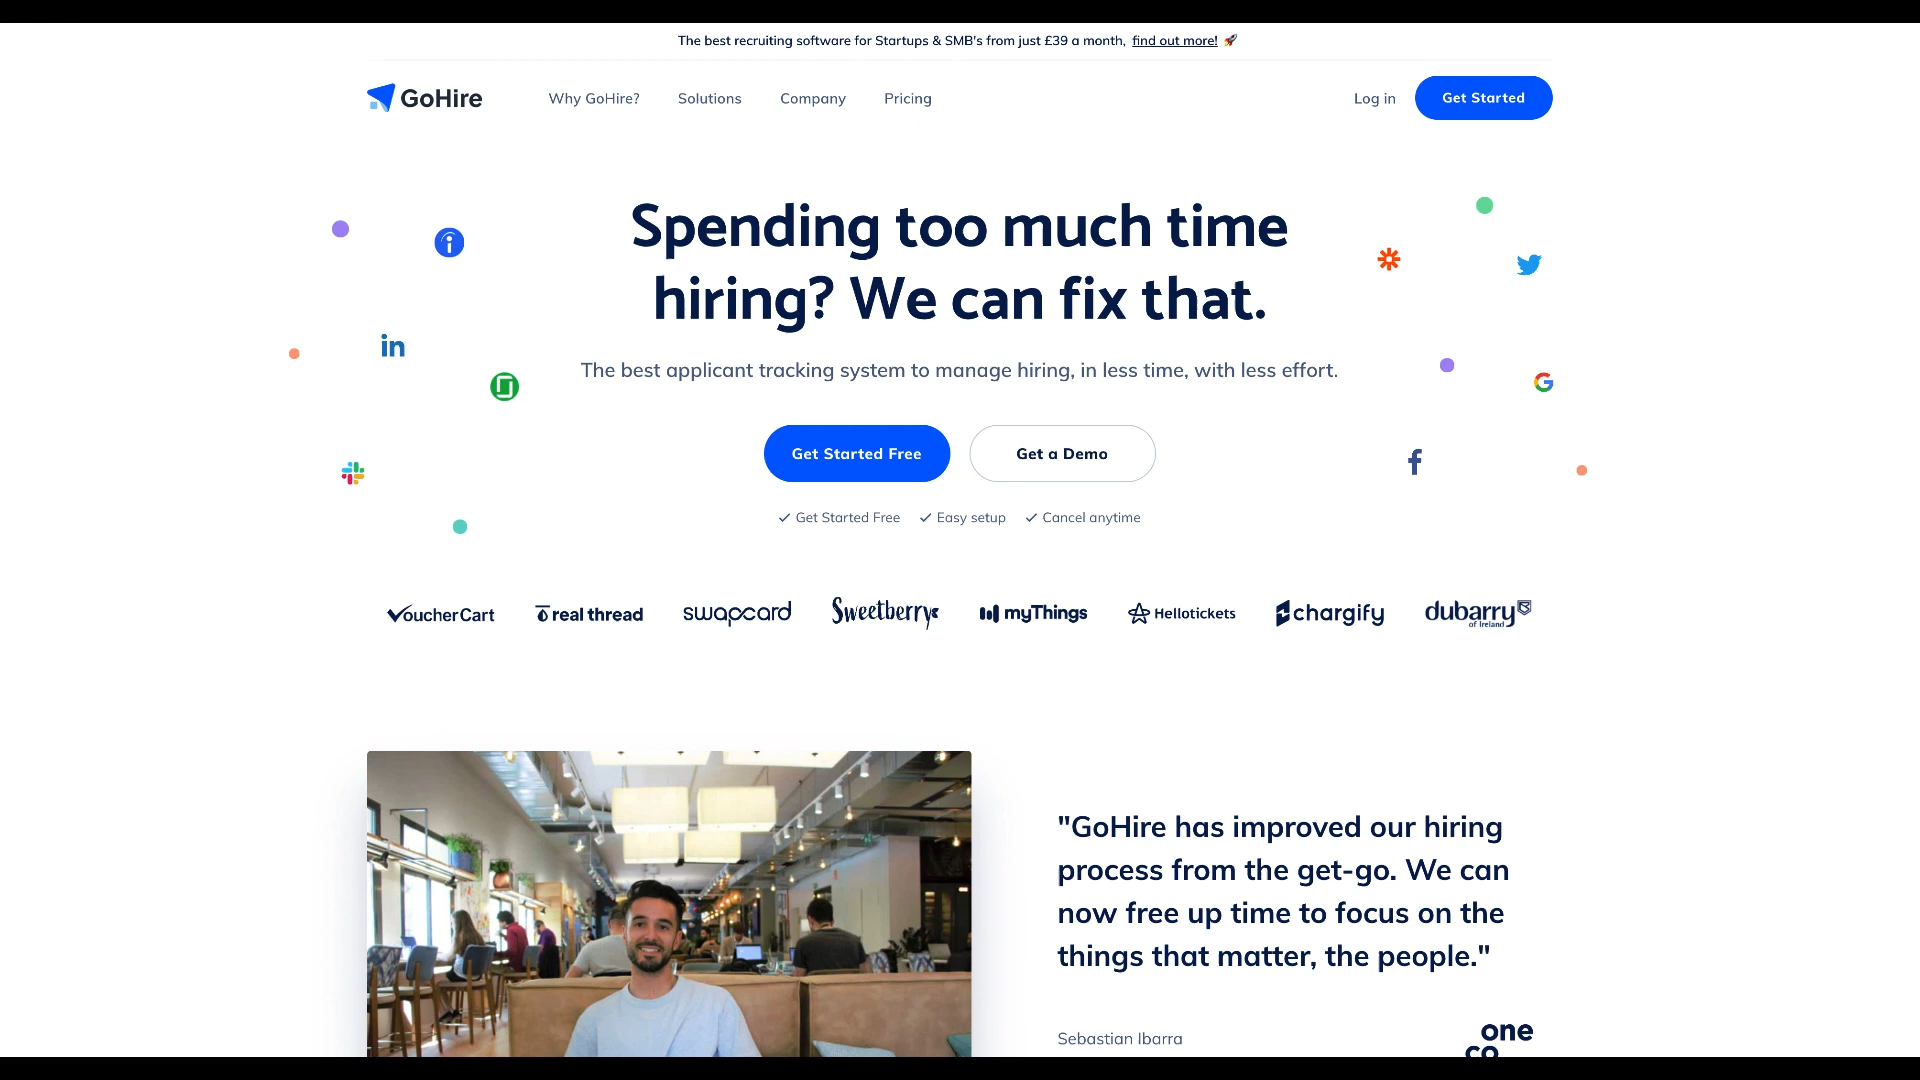 The best recruiting software for Startups & SMB's from just £39 a month, find out more! 🚀
GoHire
Why GoHire?
Solutions
Company
Pricing
Log in
Get Started
Spending too much time
hiring? We can fix that.
The best applicant tracking system to manage hiring, in less time, with less effort.
Get Started Free
Get a Demo
Get Started Free
Easy setup
Cancel anytime
VoucherCart
real thread
swapcard
Sweetberry's
myThings
Hellotickets
chargify
dubarry
of Ireland
"GoHire has improved our hiring
process from the get-go. We can
now free up time to focus on the
things that matter, the people."
Sebastian Ibarra
one
co